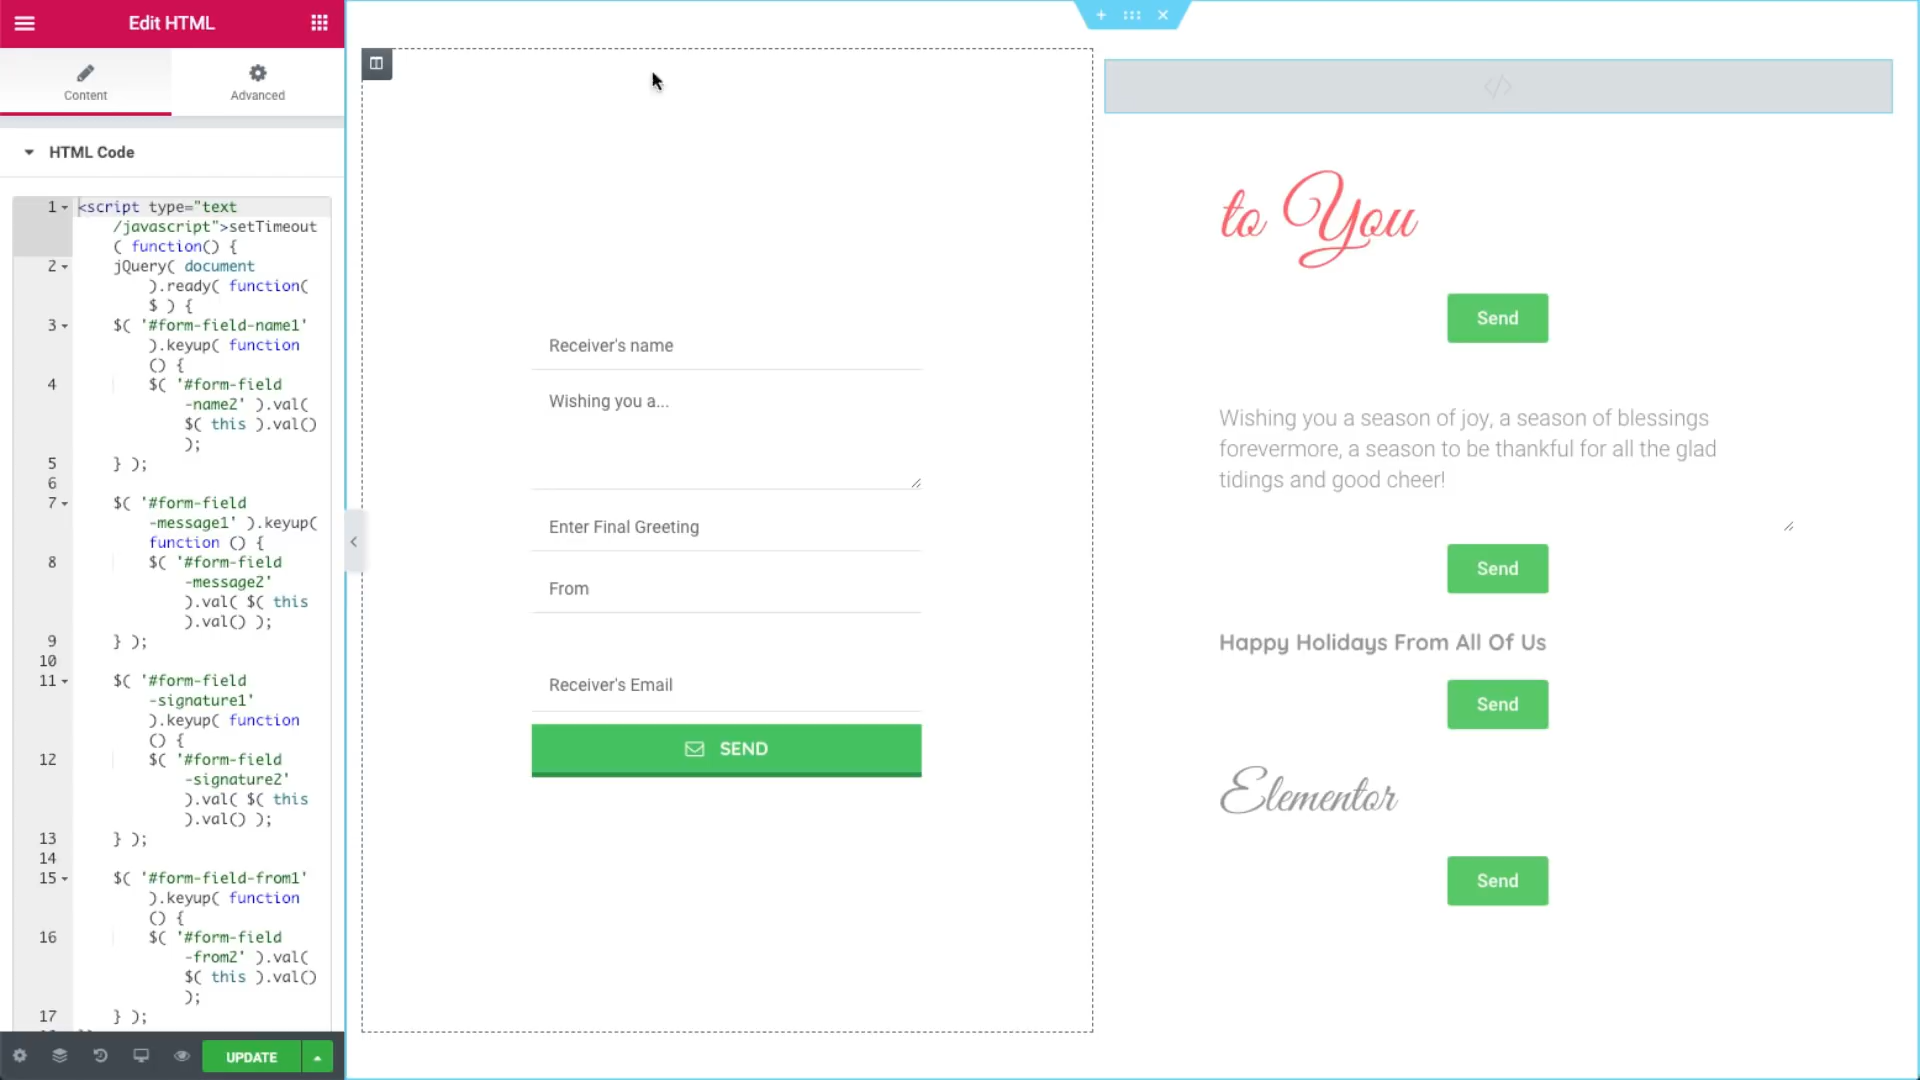 Edit HTML
Content
Advanced
HTML Code
1 <script type="text
/javascript">setTimeout
( function() {
2 jQuery( document
).ready( function(
$ ) {
3 $( '#form-field-name1'
).keyup( function
() {
4 $( '#form-field
-name2' ).val(
$( this ).val()
);
5 } );
6
7 $( '#form-field
-message1' ).keyup(
function () {
8 $( '#form-field
-message2'
).val( $( this
).val() );
9 } );
10
11 $( '#form-field
-signature1'
).keyup( function
() {
12 $( '#form-field
-signature2'
).val( $( this
).val() );
13 } );
14
15 $( '#form-field-from1'
).keyup( function
() {
16 $( '#form-field
-from2' ).val(
$( this ).val()
);
17 } );
UPDATE
Receiver's name
Wishing you a...
Enter Final Greeting
From
Receiver's Email
SEND
</>
to You
Send
Wishing you a season of joy, a season of blessings
forevermore, a season to be thankful for all the glad
tidings and good cheer!
Send
Happy Holidays From All Of Us
Send
Elementor
Send